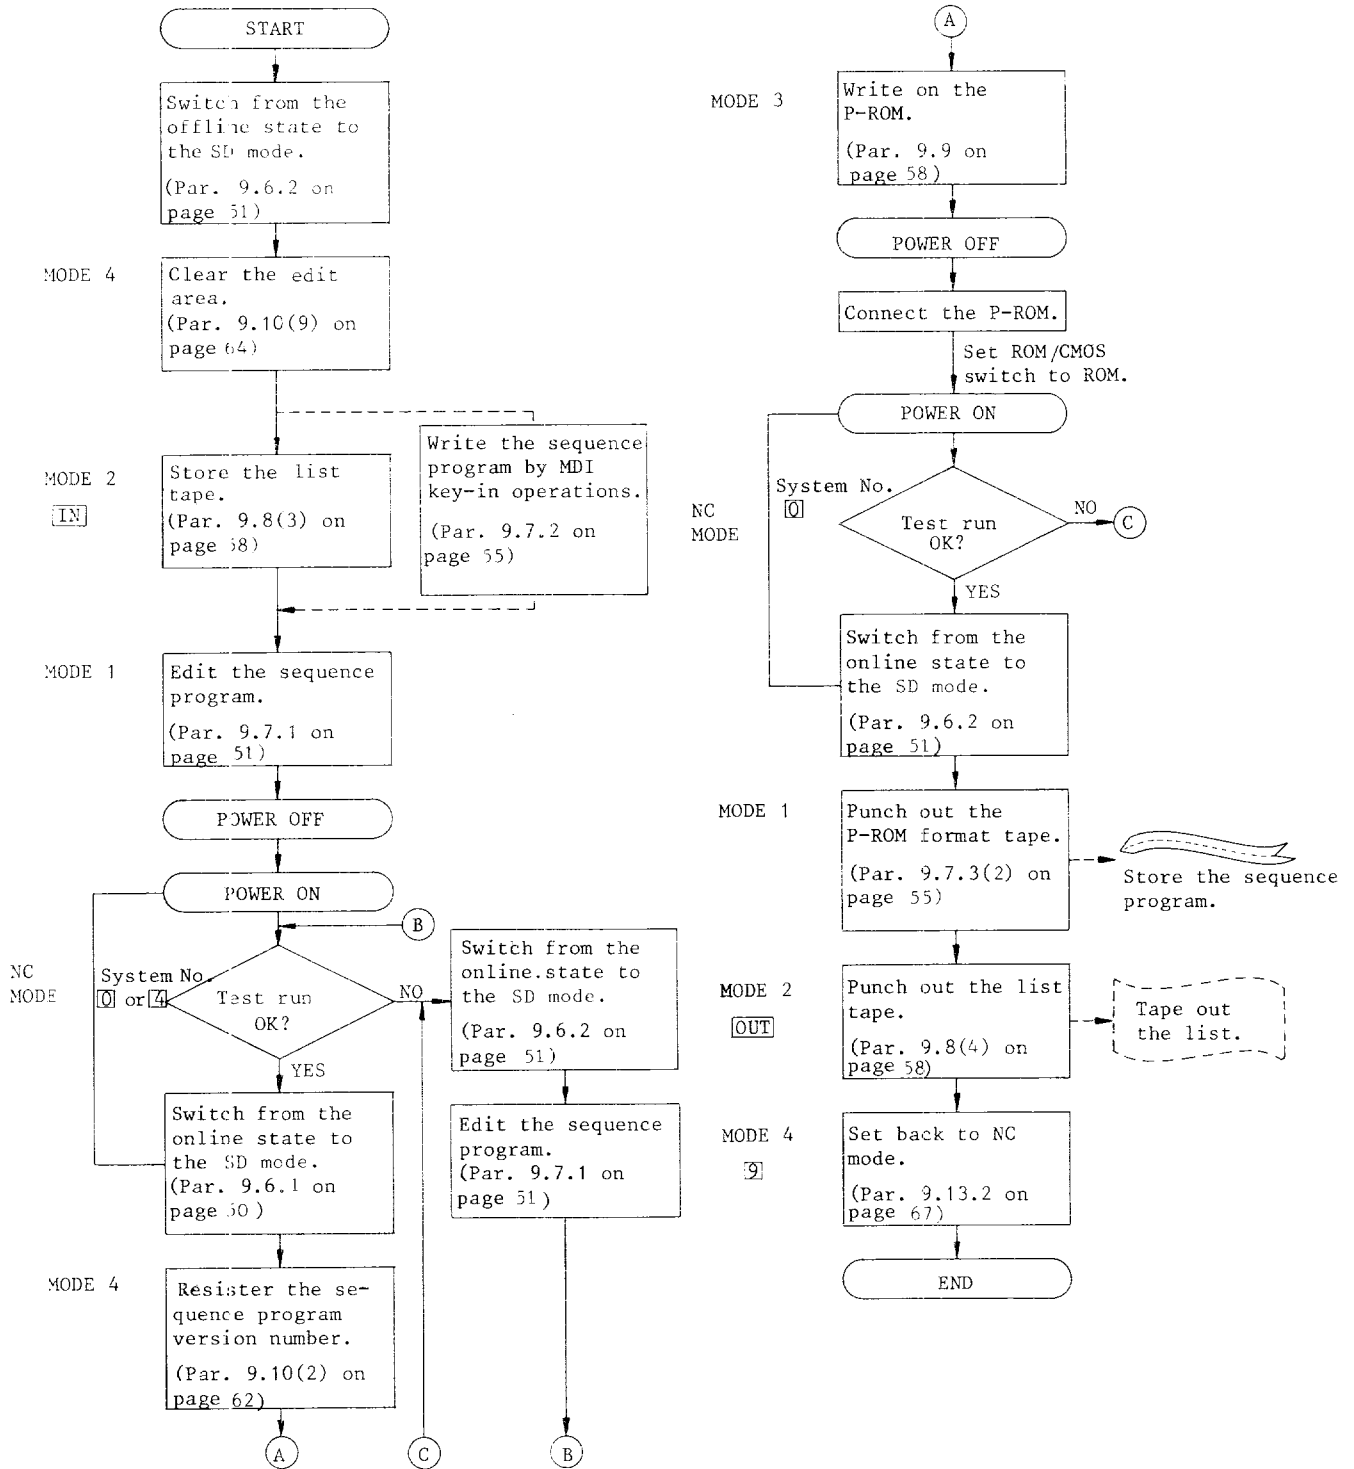 START
Switch from the
offline state to
the SD mode.
(Par. 9.6.2 on
page 51)
MODE 4
Clear the edit
area.
(Par. 9.10(9) on
page 64)
MODE 2
IN
Store the list
tape.
(Par. 9.8(3) on
page 58)
Write the sequence
program by MDI
key-in operations.
(Par. 9.7.2 on
page 55)
MODE 1
Edit the sequence
program.
(Par. 9.7.1 on
page 51)
POWER OFF
POWER ON
B
NC
MODE
System No.
0 or 4
Test run
OK?
NO
YES
Switch from the
online.state to
the SD mode.
(Par. 9.6.2 on
page 51)
Switch from the
online state to
the SD mode.
(Par. 9.6.1 on
page 50)
Edit the sequence
program.
(Par. 9.7.1 on
page 51)
MODE 4
Resister the se-
quence program
version number.
(Par. 9.10(2) on
page 62)
A
C
B
A
MODE 3
Write on the
P-ROM.
(Par. 9.9 on
page 58)
POWER OFF
Connect the P-ROM.
Set ROM/CMOS
switch to ROM.
POWER ON
System No.
0
NC
MODE
Test run
OK?
NO
C
YES
Switch from the
online state to
the SD mode.
(Par. 9.6.2 on
page 51)
MODE 1
Punch out the
P-ROM format tape.
(Par. 9.7.3(2) on
page 55)
Store the sequence
program.
MODE 2
OUT
Punch out the list
tape.
(Par. 9.8(4) on
page 58)
Tape out
the list.
MODE 4
9
Set back to NC
mode.
(Par. 9.13.2 on
page 67)
END